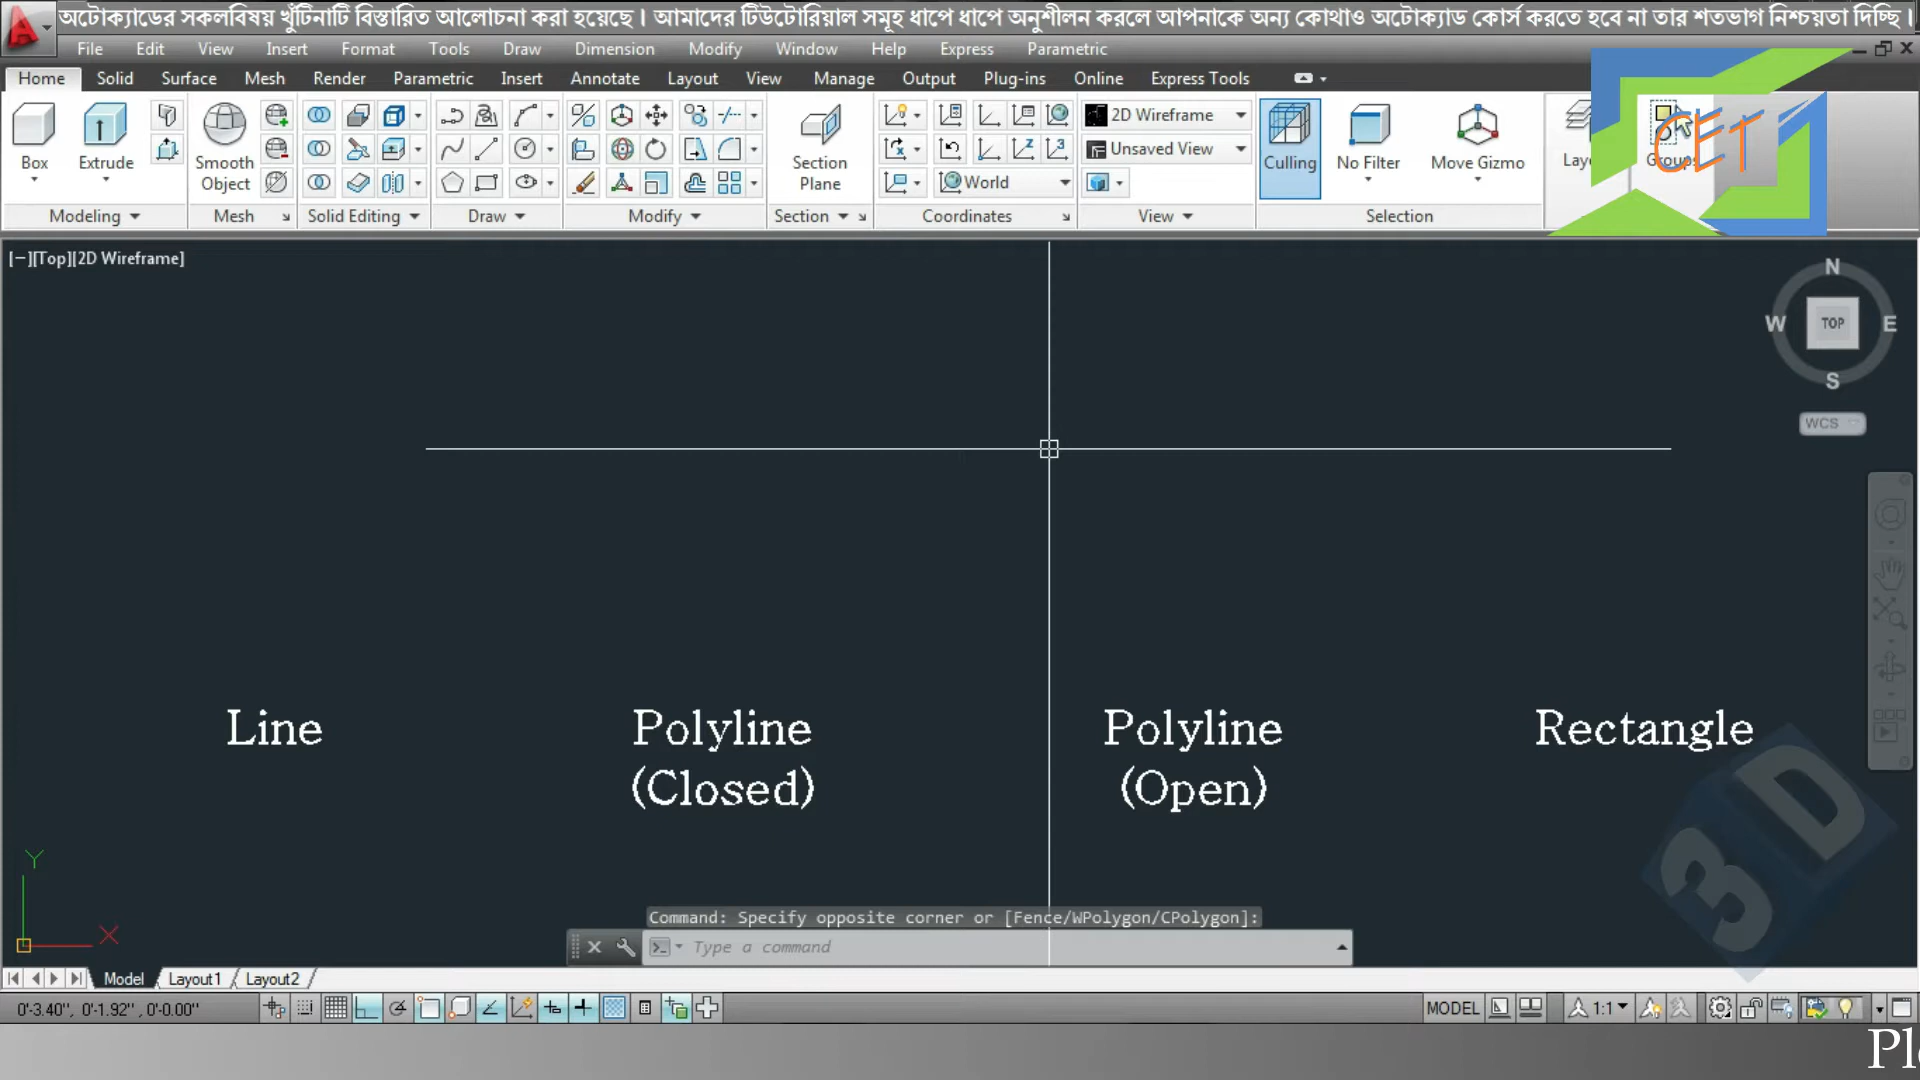 অটোক্যাডের সকলবিষয় খুঁটিনাটি বিস্তারিত আলোচনা করা হয়েছে। আমাদের টিউটোরিয়াল সমূহ ধাপে ধাপে অনুশীলন করলে আপনাকে অন্য কোথাও অটোক্যাড কোর্স করতে হবে না তার শতভাগ নিশ্চয়তা দিচ্ছি।
File Edit View Insert Format Tools Draw Dimension Modify Window Help Express Parametric
Home Solid Surface Mesh Render Parametric Insert Annotate Layout View Manage Output Plug-ins Online Express Tools
2D Wireframe
Unsaved View
World
Box Extrude Smooth Object Section Plane Culling No Filter Move Gizmo Groups
CET
Modeling Mesh Solid Editing Draw Modify Section Coordinates View Selection
[−][Top][2D Wireframe]
N
W TOP E
S
WCS
Line Polyline (Closed) Polyline (Open) Rectangle
3D
Y
X
Command: Specify opposite corner or [Fence/WPolygon/CPolygon]:
Type a command
Model Layout1 Layout2
0'-3.40", 0'-1.92" , 0'-0.00" MODEL 1:1